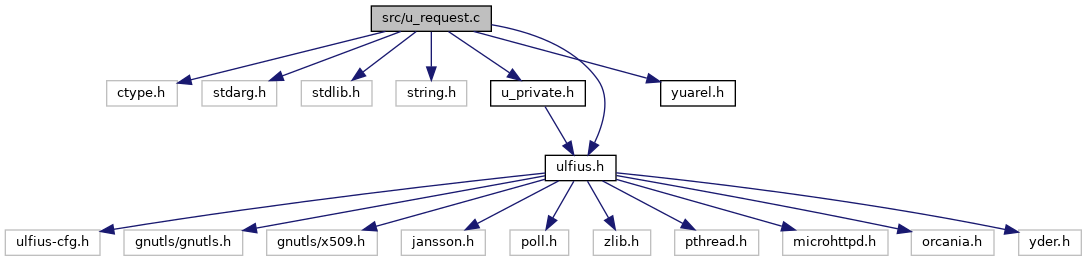 src/u_request.c
ctype.h
stdarg.h
stdlib.h
string.h
u_private.h
yuarel.h
ulfius.h
ulfius-cfg.h
gnutls/gnutls.h
gnutls/x509.h
jansson.h
poll.h
zlib.h
pthread.h
microhttpd.h
orcania.h
yder.h